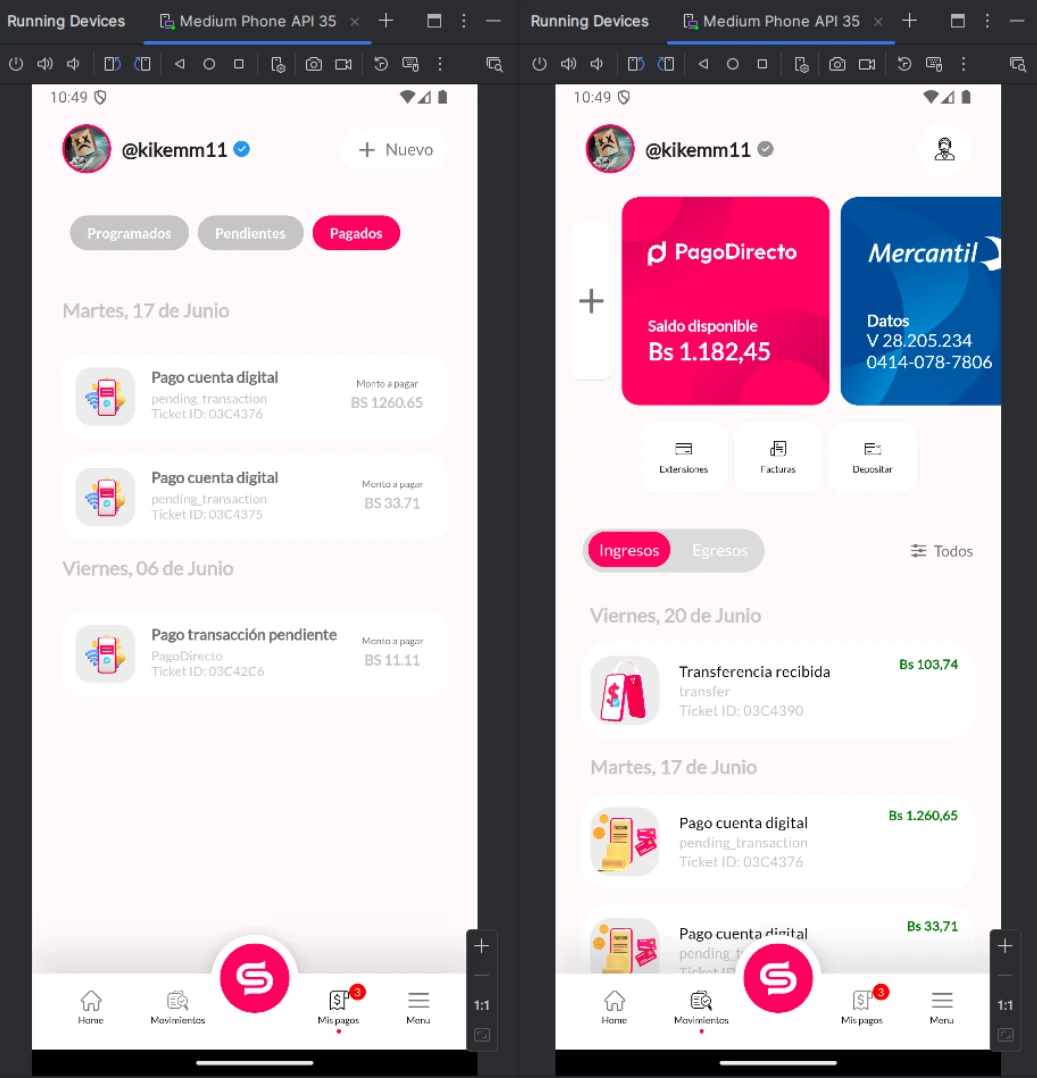 Running Devices
Medium Phone API 35
10:49
@kikemm11
Nuevo
Programados
Pendientes
Pagados
Martes, 17 de Junio
Pago cuenta digital
pending_transaction
Ticket ID: 03C4376
Monto a pagar
BS 1260.65
Pago cuenta digital
pending_transaction
Ticket ID: 03C4375
Monto a pagar
BS 33.71
Viernes, 06 de Junio
Pago transacción pendiente
PagoDirecto
Ticket ID: 03C42C6
Monto a pagar
BS 11.11
Home
Movimientos
3
Mis pagos
Menu
1:1
Running Devices
Medium Phone API 35
10:49
@kikemm11
PagoDirecto
Saldo disponible
Bs 1.182,45
Mercantil
Datos
V 28.205.234
0414-078-7806
Extensiones
Facturas
Depositar
Ingresos
Egresos
Todos
Viernes, 20 de Junio
Transferencia recibida
transfer
Ticket ID: 03C4390
Bs 103,74
Martes, 17 de Junio
Pago cuenta digital
pending_transaction
Ticket ID: 03C4376
Bs 1.260,65
Pago cuenta digital
Bs 33,71
Home
Movimientos
3
Mis pagos
Menu
1:1